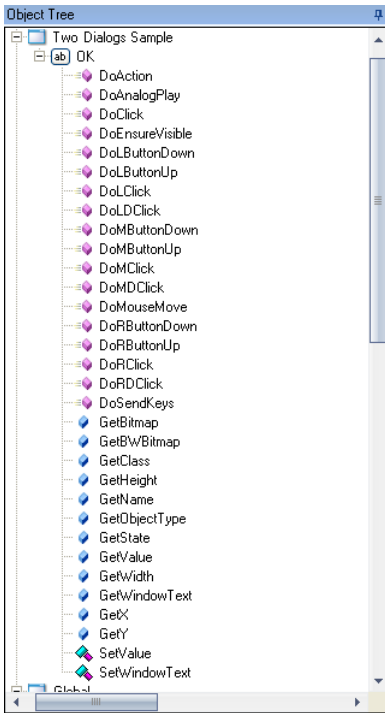 Object Tree
Two Dialogs Sample
ab OK
DoAction
DoAnalogPlay
DoClick
DoEnsureVisible
DoLButtonDown
DoLButtonUp
DoLClick
DoLDClick
DoMButtonDown
DoMButtonUp
DoMClick
DoMDClick
DoMouseMove
DoRButtonDown
DoRButtonUp
DoRClick
DoRDClick
DoSendKeys
GetBitmap
GetBWBitmap
GetClass
GetHeight
GetName
GetObjectType
GetState
GetValue
GetWidth
GetWindowText
GetX
GetY
SetValue
SetWindowText
Global